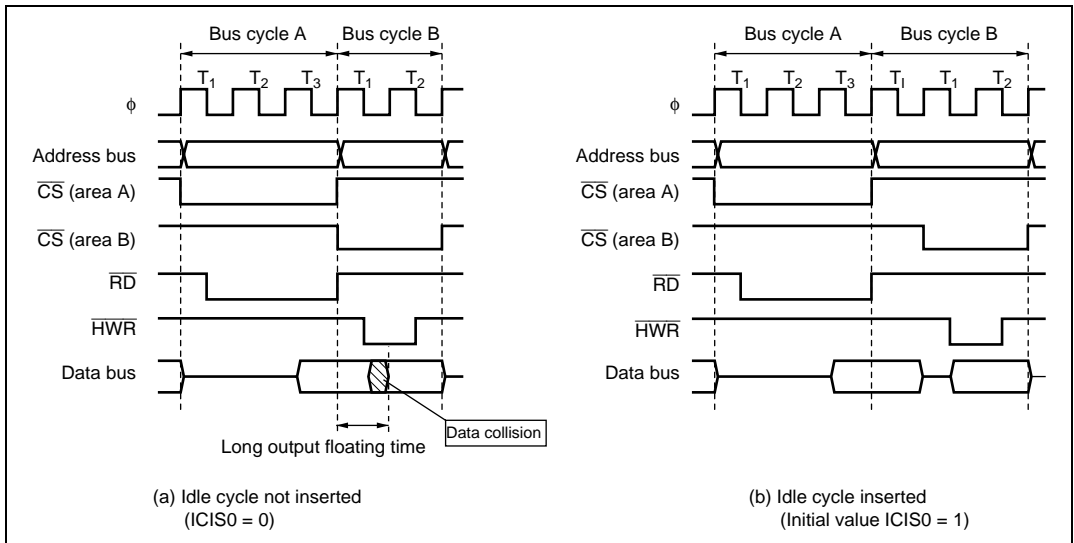 Bus cycle A
Bus cycle B
T1 T2 T3 T1 T2
φ
Address bus
CS (area A)
CS (area B)
RD
HWR
Data bus
Data collision
Long output floating time
(a) Idle cycle not inserted
(ICIS0 = 0)
Bus cycle A
Bus cycle B
T1 T2 T3 TI T1 T2
φ
Address bus
CS (area A)
CS (area B)
RD
HWR
Data bus
(b) Idle cycle inserted
(Initial value ICIS0 = 1)